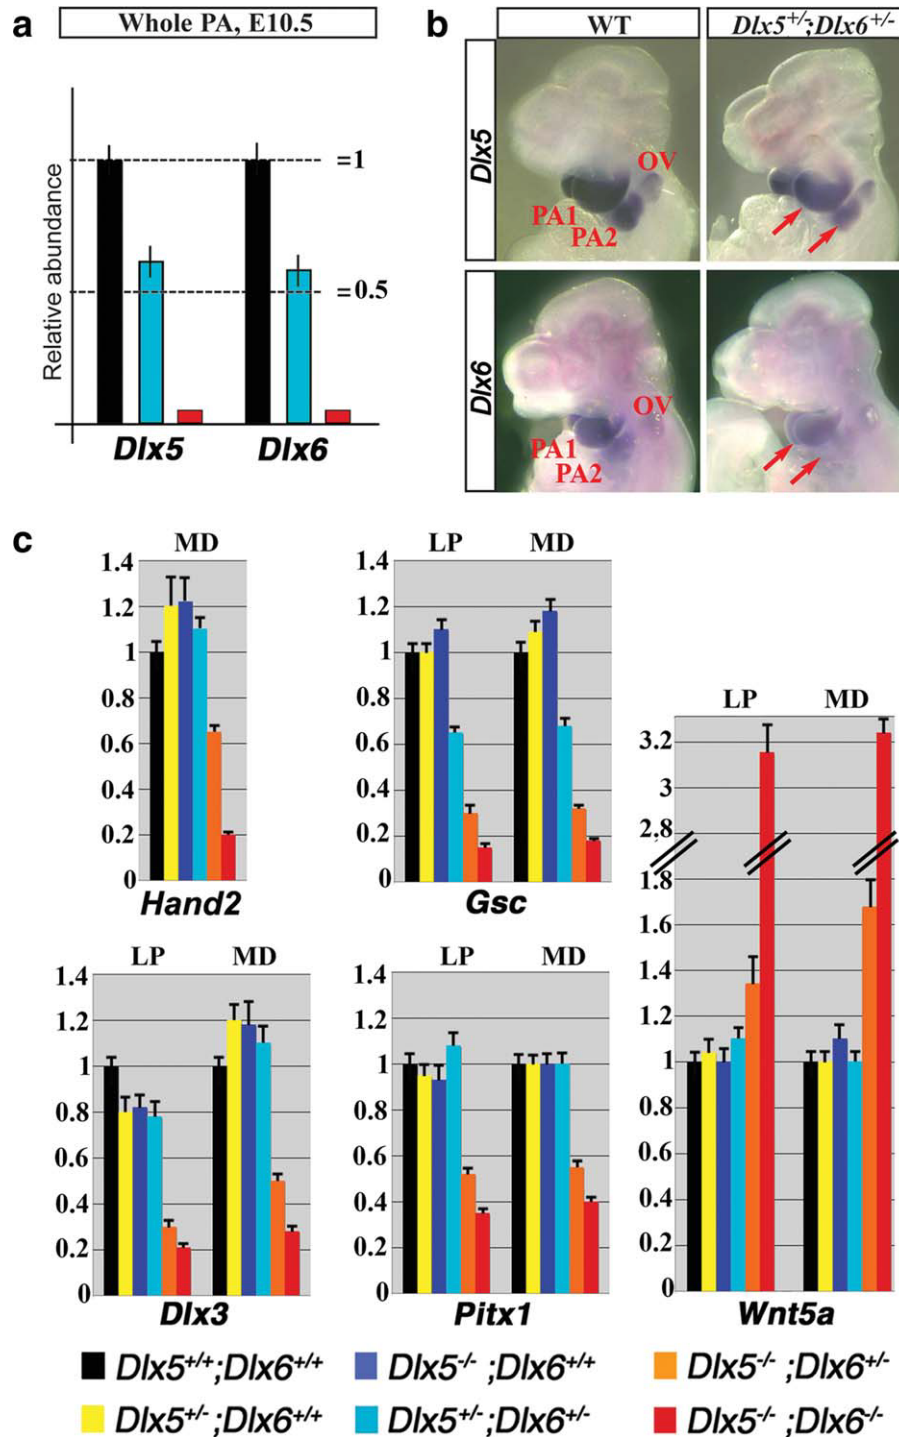 a
Whole PA, E10.5
Relative abundance
=1
=0.5
Dlx5 Dlx6
b
WT Dlx5+/-;Dlx6+/-
Dlx5
OV
PA1
PA2
Dlx6
OV
PA1
PA2
c
MD
1.4
1.2
1
0.8
0.6
0.4
0.2
0
Hand2
LP MD
1.4
1.2
1
0.8
0.6
0.4
0.2
0
Gsc
LP MD
1.4
1.2
1
0.8
0.6
0.4
0.2
0
Dlx3
LP MD
1.4
1.2
1
0.8
0.6
0.4
0.2
0
Pitx1
LP MD
3.2
3
2.8
1.8
1.6
1.4
1.2
1
0.8
0.6
0.4
0.2
0
Wnt5a
Dlx5+/+;Dlx6+/+ Dlx5-/- ;Dlx6+/+ Dlx5-/- ;Dlx6+/-
Dlx5+/- ;Dlx6+/+ Dlx5+/- ;Dlx6+/- Dlx5-/- ;Dlx6-/-